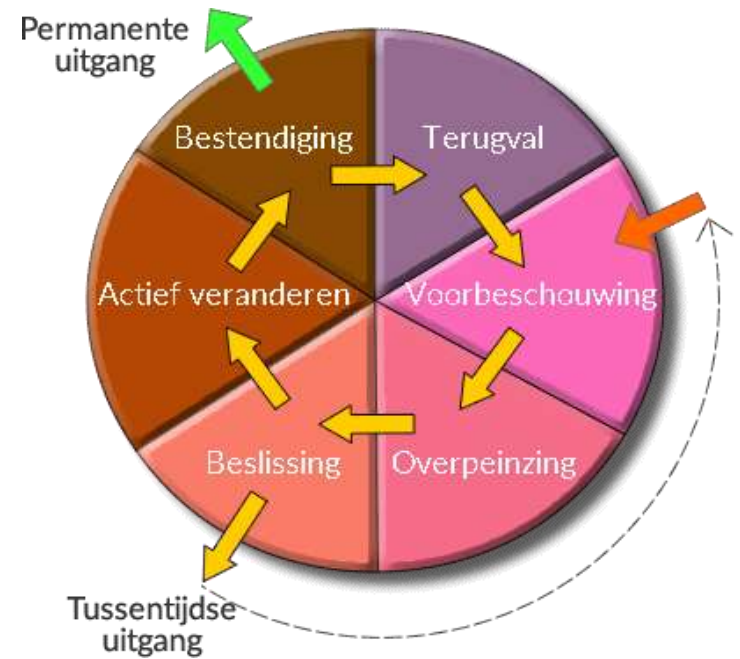 Permanente
uitgang
Bestendiging
Terugval
Actief veranderen
Voorbeschouwing
Beslissing
Overpeinzing
Tussentijdse
uitgang